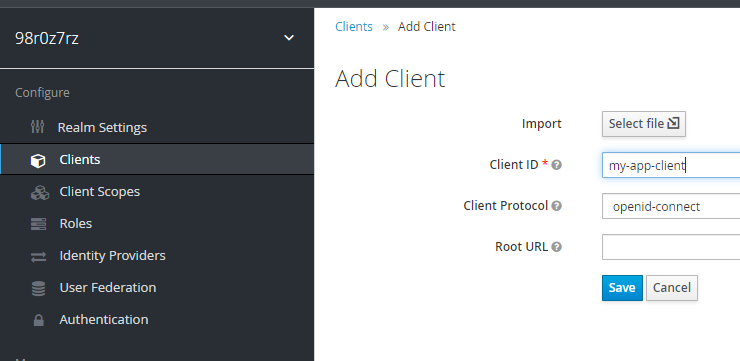 98r0z7rz
Clients » Add Client
Add Client
Configure
Import Select file
Realm Settings
Clients
Client ID * my-app-client
Client Scopes
Client Protocol openid-connect
Roles
Root URL
Identity Providers
User Federation
Save Cancel
Authentication